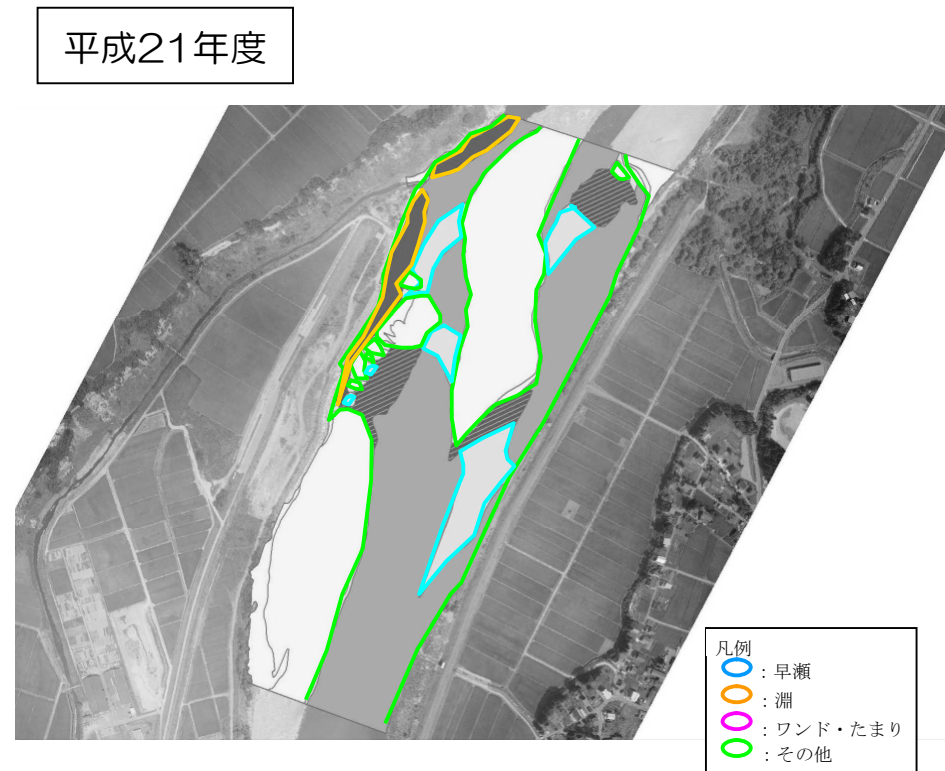 平成21年度
凡例
：早瀬
：淵
：ワンド・たまり
：その他